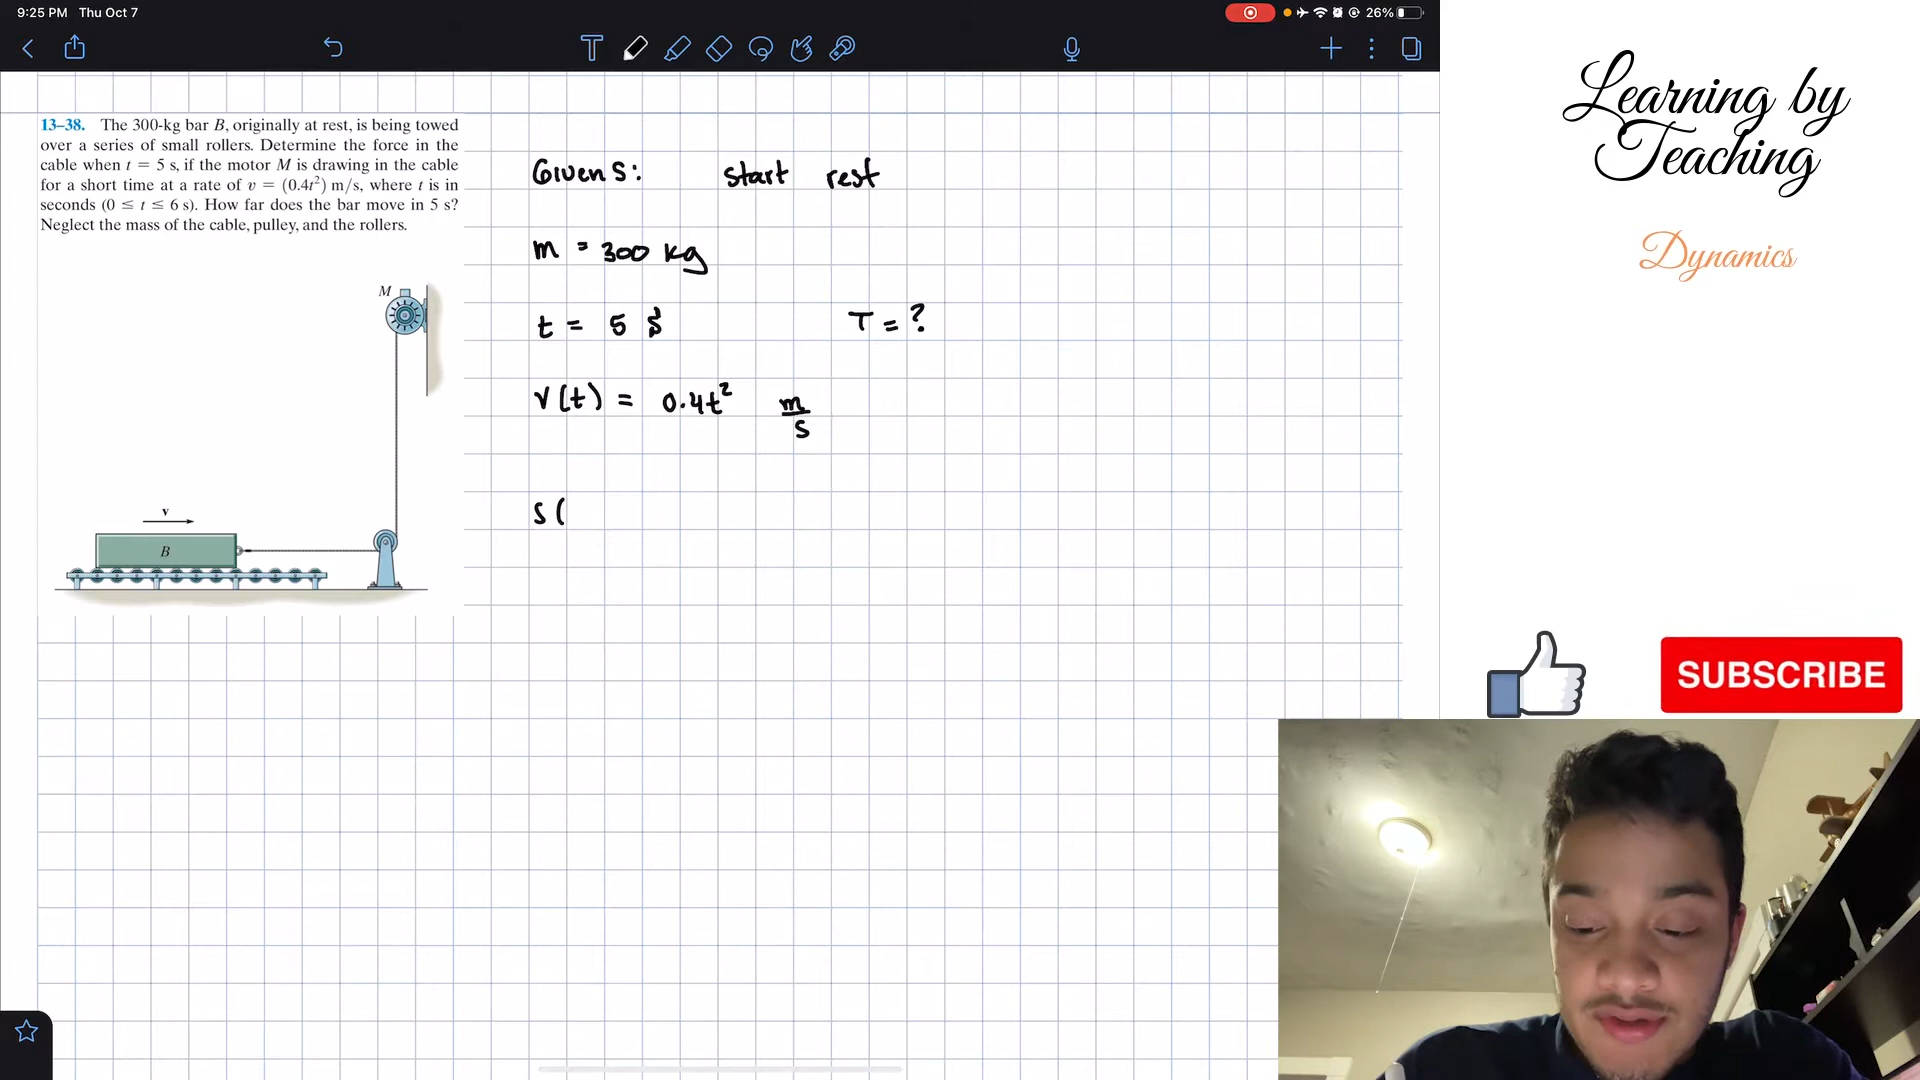 9:25 PM Thu Oct 7
26%
13–38. The 300-kg bar B, originally at rest, is being towed
over a series of small rollers. Determine the force in the
cable when t = 5 s, if the motor M is drawing in the cable
for a short time at a rate of v = (0.4t²) m/s, where t is in
seconds (0 ≤ t ≤ 6 s). How far does the bar move in 5 s?
Neglect the mass of the cable, pulley, and the rollers.
M
v
B
Givens: start rest
m = 300 kg
t = 5 s
T = ?
v(t) = 0.4t² m/s
s(
Learning by
Teaching
Dynamics
SUBSCRIBE